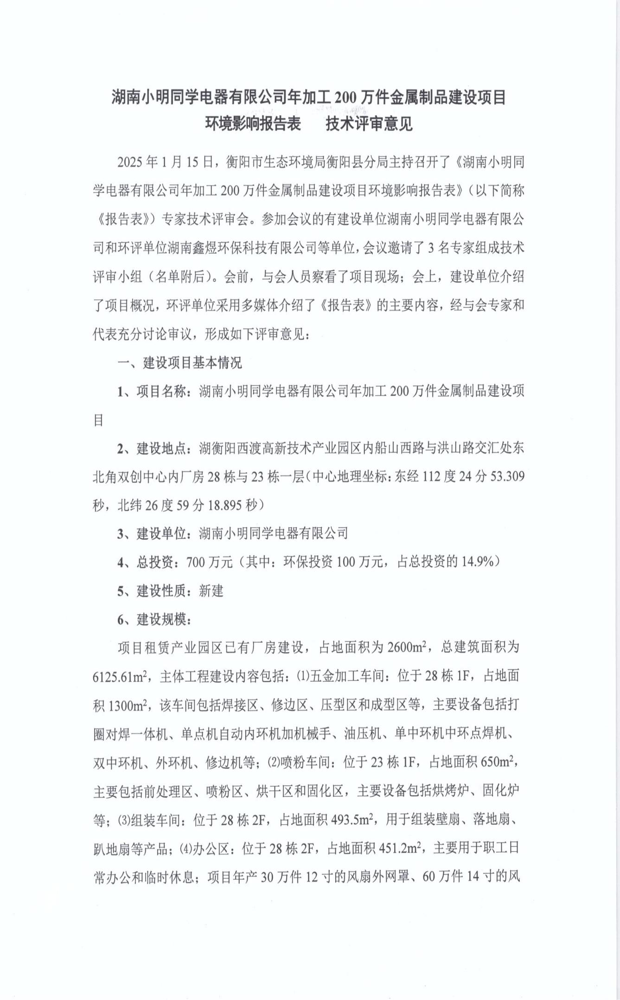 湖南小明同学电器有限公司年加工 200 万件金属制品建设项目
环境影响报告表 技术评审意见
2025 年 1 月 15 日，衡阳市生态环境局衡阳县分局主持召开了《湖南小明同
学电器有限公司年加工 200 万件金属制品建设项目环境影响报告表》（以下简称
《报告表》）专家技术评审会。参加会议的有建设单位湖南小明同学电器有限公
司和环评单位湖南鑫煜环保科技有限公司等单位，会议邀请了 3 名专家组成技术
评审小组（名单附后）。会前，与会人员察看了项目现场；会上，建设单位介绍
了项目概况，环评单位采用多媒体介绍了《报告表》的主要内容，经与会专家和
代表充分讨论审议，形成如下评审意见：
一、建设项目基本情况
1、项目名称：湖南小明同学电器有限公司年加工 200 万件金属制品建设项
目
2、建设地点：湖衡阳西渡高新技术产业园区内船山西路与洪山路交汇处东
北角双创中心内厂房 28 栋与 23 栋一层（中心地理坐标：东经 112 度 24 分 53.309
秒，北纬 26 度 59 分 18.895 秒）
3、建设单位：湖南小明同学电器有限公司
4、总投资：700 万元（其中：环保投资 100 万元，占总投资的 14.9%）
5、建设性质：新建
6、建设规模：
项目租赁产业园区已有厂房建设，占地面积为 2600m²，总建筑面积为
6125.61m²，主体工程建设内容包括：⑴五金加工车间：位于 28 栋 1F，占地面
积 1300m²，该车间包括焊接区、修边区、压型区和成型区等，主要设备包括打
圈对焊一体机、单点机自动内环机加机械手、油压机、单中环机中环点焊机、
双中环机、外环机、修边机等；⑵喷粉车间：位于 23 栋 1F，占地面积 650m²，
主要包括前处理区、喷粉区、烘干区和固化区，主要设备包括烘烤炉、固化炉
等；⑶组装车间：位于 28 栋 2F，占地面积 493.5m²，用于组装壁扇、落地扇、
趴地扇等产品；⑷办公区：位于 28 栋 2F，占地面积 451.2m²，主要用于职工日
常办公和临时休息；项目年产 30 万件 12 寸的风扇外网罩、60 万件 14 寸的风